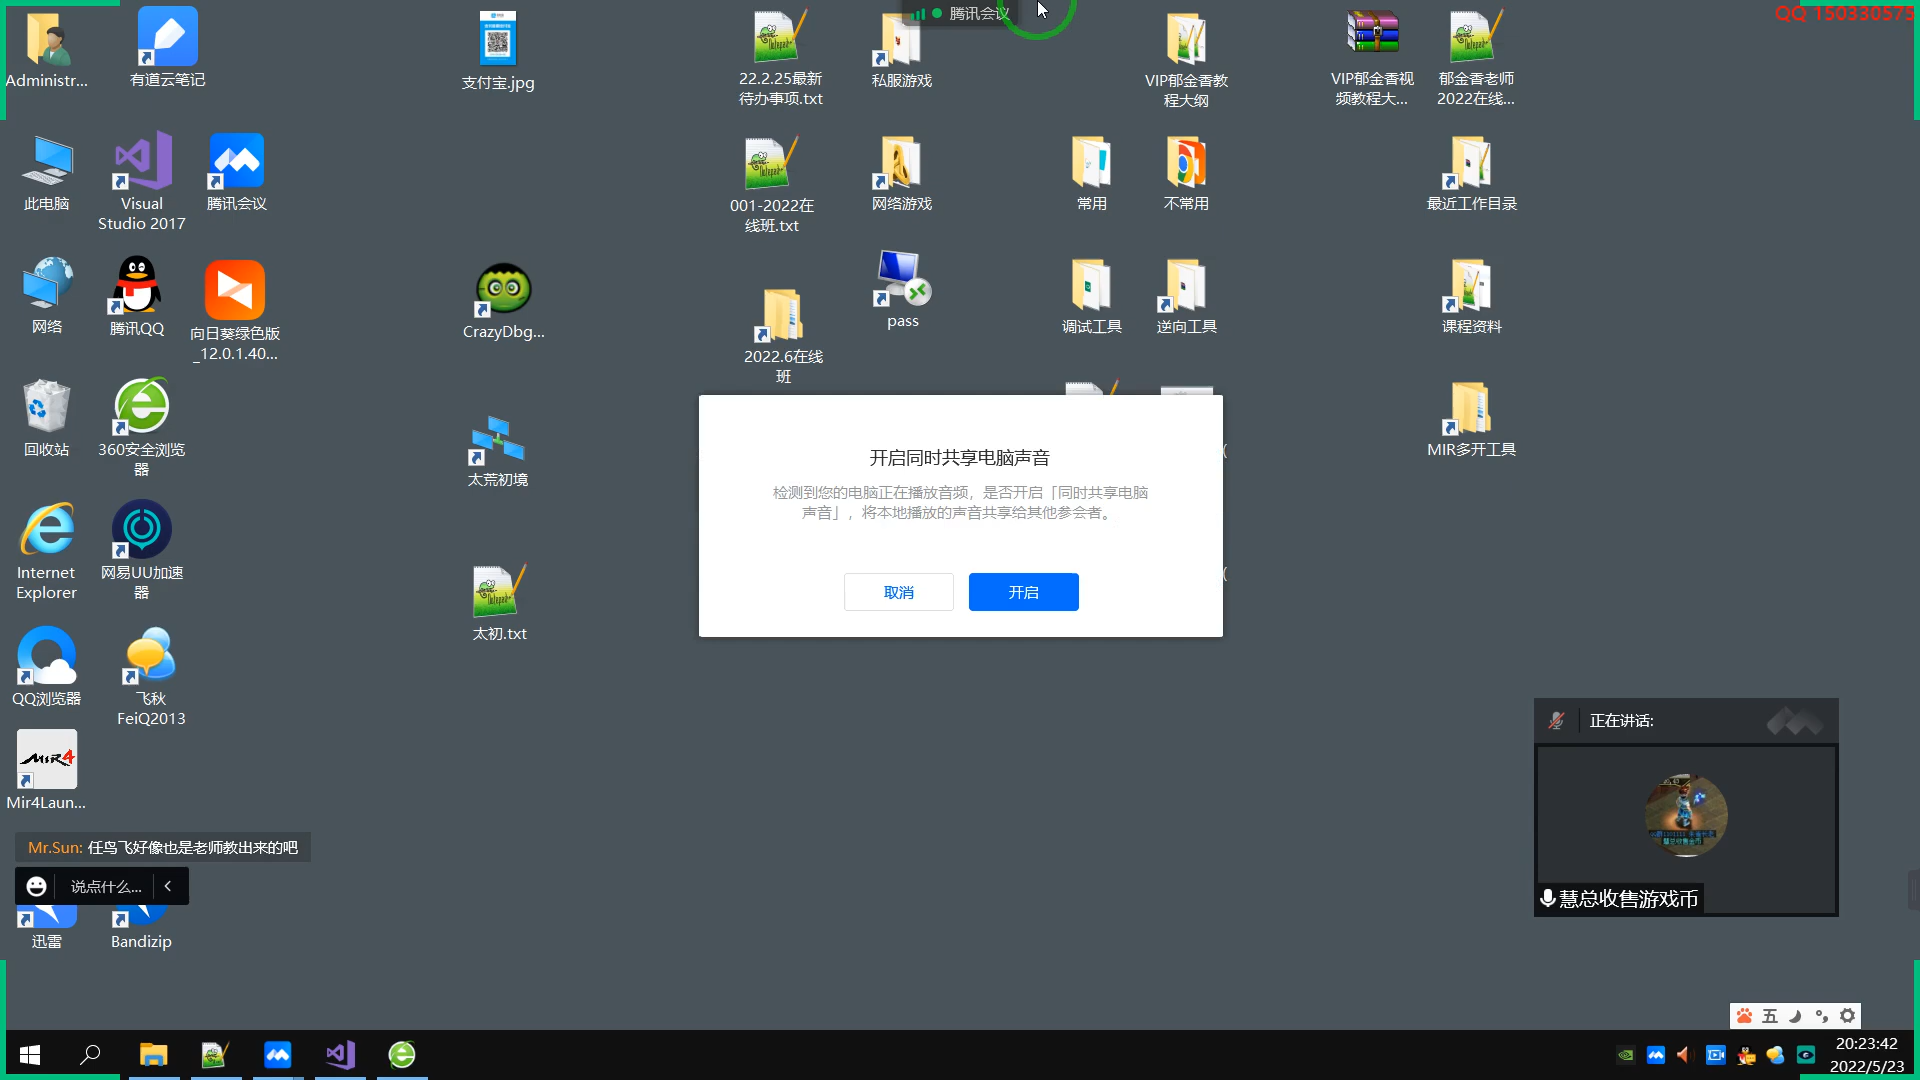 腾讯会议
QQ 150330575
Administr...
有道云笔记
支付宝.jpg
22.2.25最新
待办事项.txt
私服游戏
VIP郁金香教
程大纲
VIP郁金香视
频教程大...
郁金香老师
2022在线...
此电脑
Visual
Studio 2017
腾讯会议
001-2022在
线班.txt
网络游戏
常用
不常用
最近工作目录
网络
腾讯QQ
向日葵绿色版
_12.0.1.40...
CrazyDbg...
2022.6在线
班
pass
调试工具
逆向工具
课程资料
回收站
360安全浏览
器
太荒初境
MIR多开工具
开启同时共享电脑声音
检测到您的电脑正在播放音频，是否开启「同时共享电脑
声音」，将本地播放的声音共享给其他参会者。
取消
开启
Internet
Explorer
网易UU加速
器
太初.txt
QQ浏览器
飞秋
FeiQ2013
MIR4
Mir4Laun...
正在讲话:
慧总收售游戏币
Mr.Sun: 任鸟飞好像也是老师教出来的吧
说点什么...
迅雷
Bandizip
五
20:23:42
2022/5/23